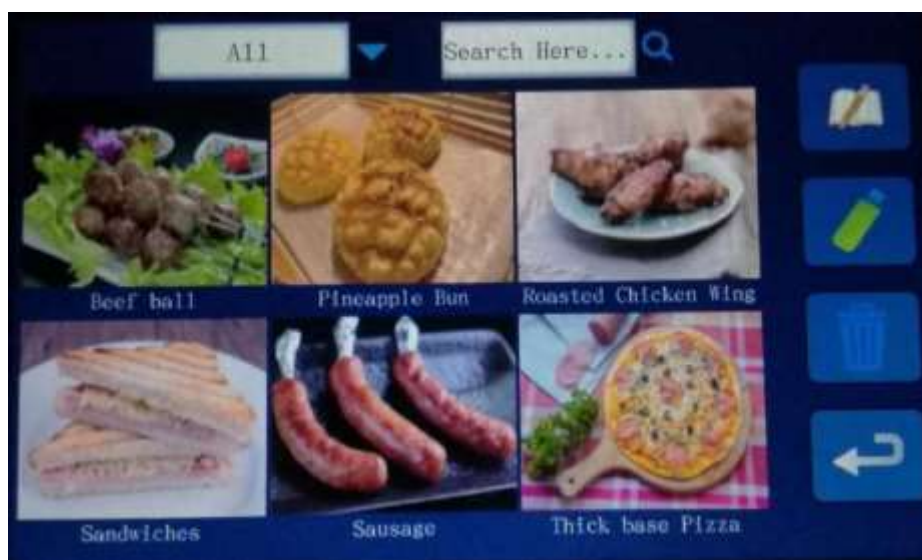 All
Search Here...
Beef ball
Pineapple Bun
Roasted Chicken Wing
Sandwiches
Sausage
Thick base Pizza